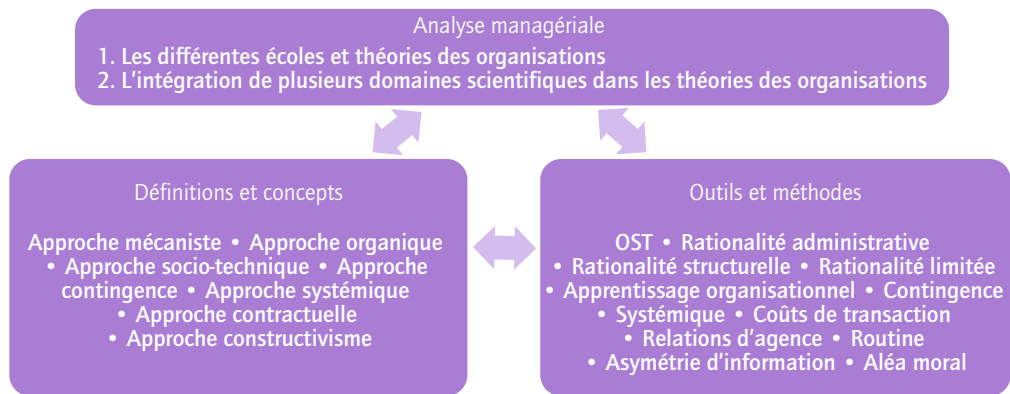 Analyse managériale
1. Les différentes écoles et théories des organisations
2. L'intégration de plusieurs domaines scientifiques dans les théories des organisations
Définitions et concepts
Approche mécaniste • Approche organique
• Approche socio-technique • Approche
contingence • Approche systémique
• Approche contractuelle
• Approche constructivisme
Outils et méthodes
OST • Rationalité administrative
• Rationalité structurelle • Rationalité limitée
• Apprentissage organisationnel • Contingence
• Systémique • Coûts de transaction
• Relations d'agence • Routine
• Asymétrie d'information • Aléa moral